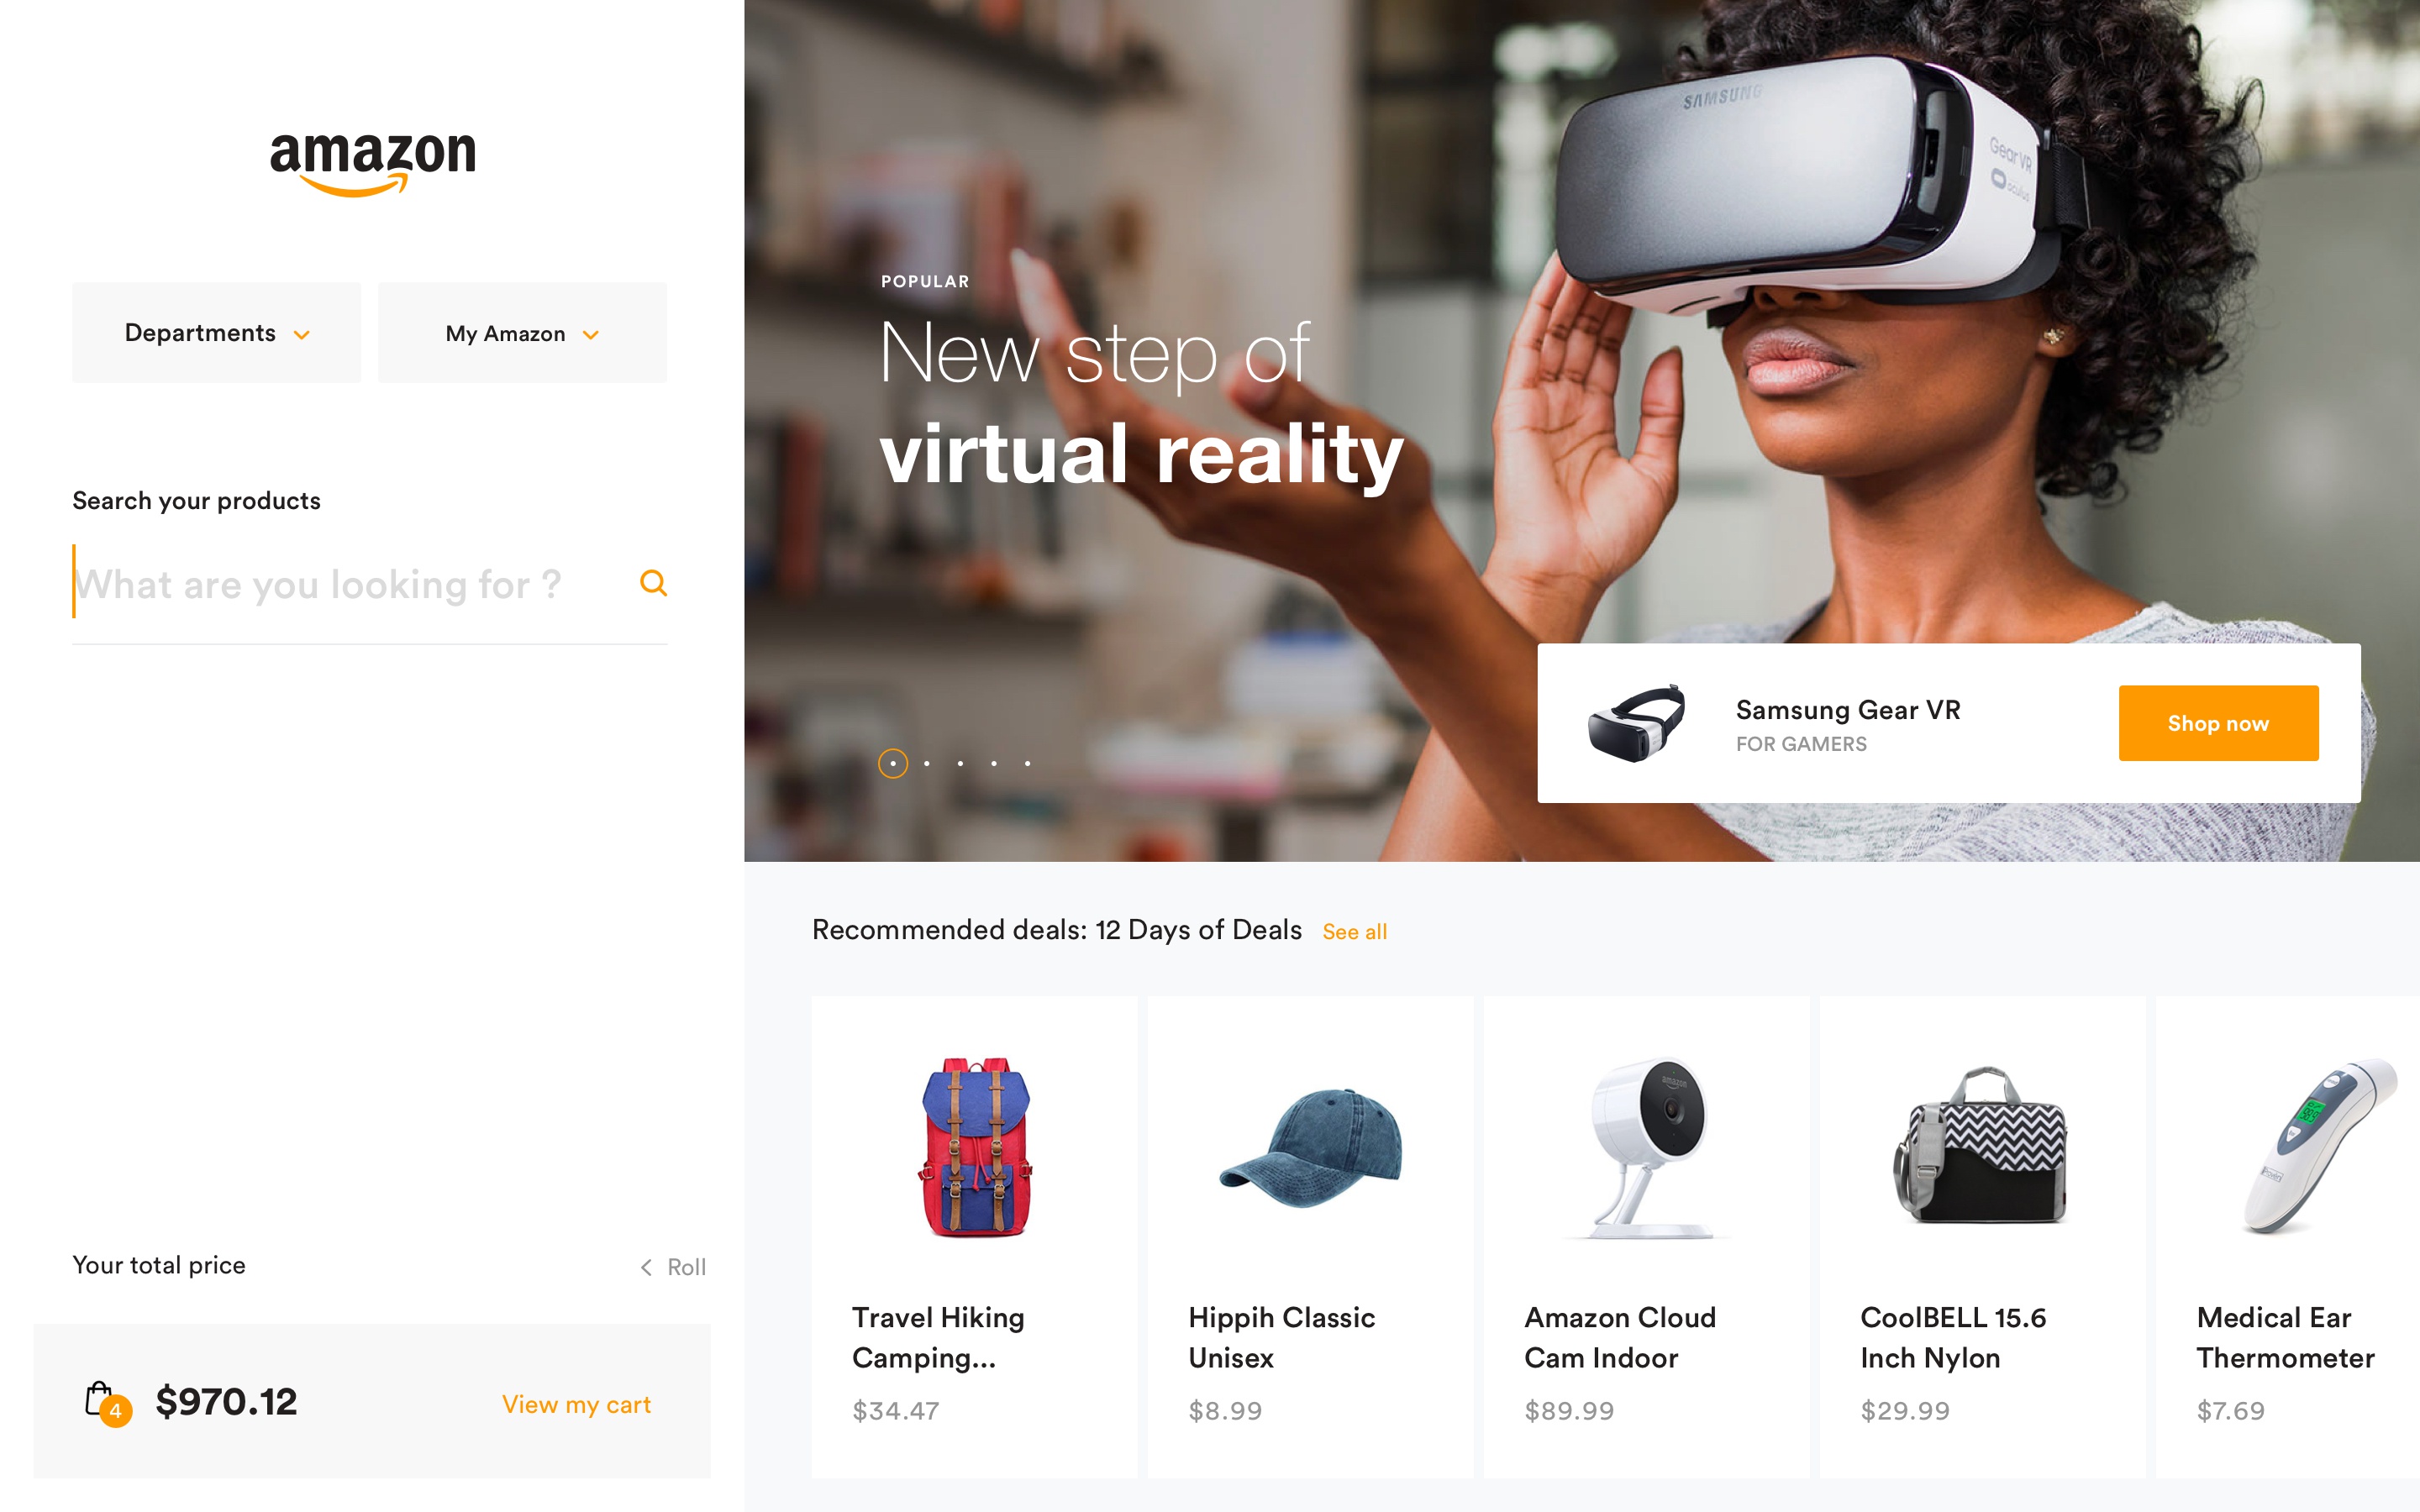 amazon
Departments
My Amazon
Search your products
What are you looking for ?
Your total price
Roll
4
$970.12
View my cart
SAMSUNG
Gear VR
oculus
POPULAR
New step of
virtual reality
Samsung Gear VR
FOR GAMERS
Shop now
Recommended deals: 12 Days of Deals
See all
amazon
Travel Hiking
Camping...
$34.47
Hippih Classic
Unisex
$8.99
Amazon Cloud
Cam Indoor
$89.99
CoolBELL 15.6
Inch Nylon
$29.99
Medical Ear
Thermometer
$7.69